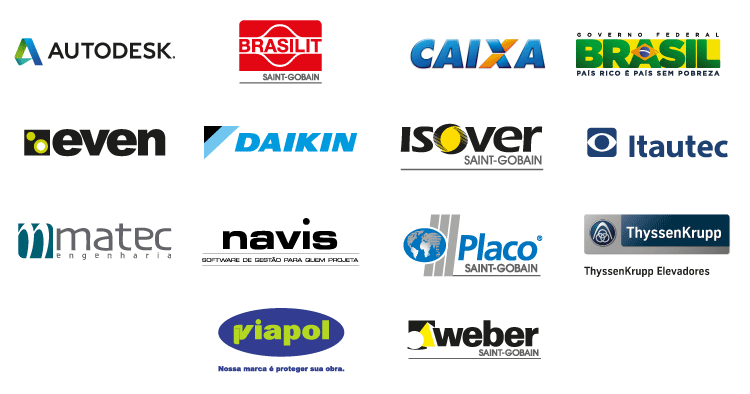 AUTODESK.
BRASILIT
SAINT-GOBAIN
CAIXA
GOVERNO FEDERAL
BRASIL
PAÍS RICO É PAÍS SEM POBREZA
even
DAIKIN
ISOVER
SAINT-GOBAIN
Itautec
matec
engenharia
navis
SOFTWARE DE GESTÃO PARA QUEM PROJETA
Placo®
SAINT-GOBAIN
ThyssenKrupp
ThyssenKrupp Elevadores
viapol
Nossa marca é proteger sua obra.
weber
SAINT-GOBAIN